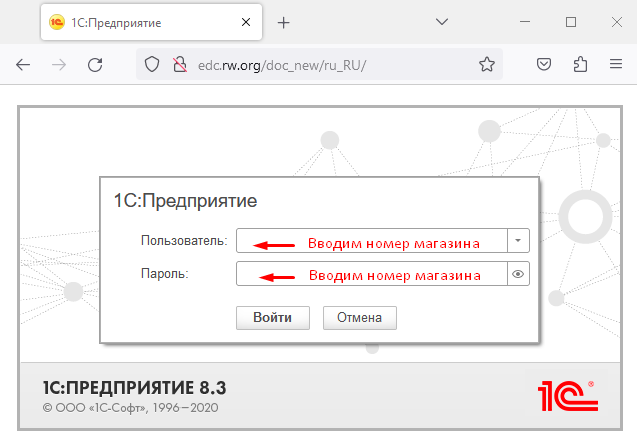 1С:Предприятие
edc.rw.org/doc_new/ru_RU/
1С:Предприятие
Пользователь: Вводим номер магазина
Пароль: Вводим номер магазина
Войти Отмена
1С:ПРЕДПРИЯТИЕ 8.3
© ООО «1С-Софт», 1996–2020
1С®